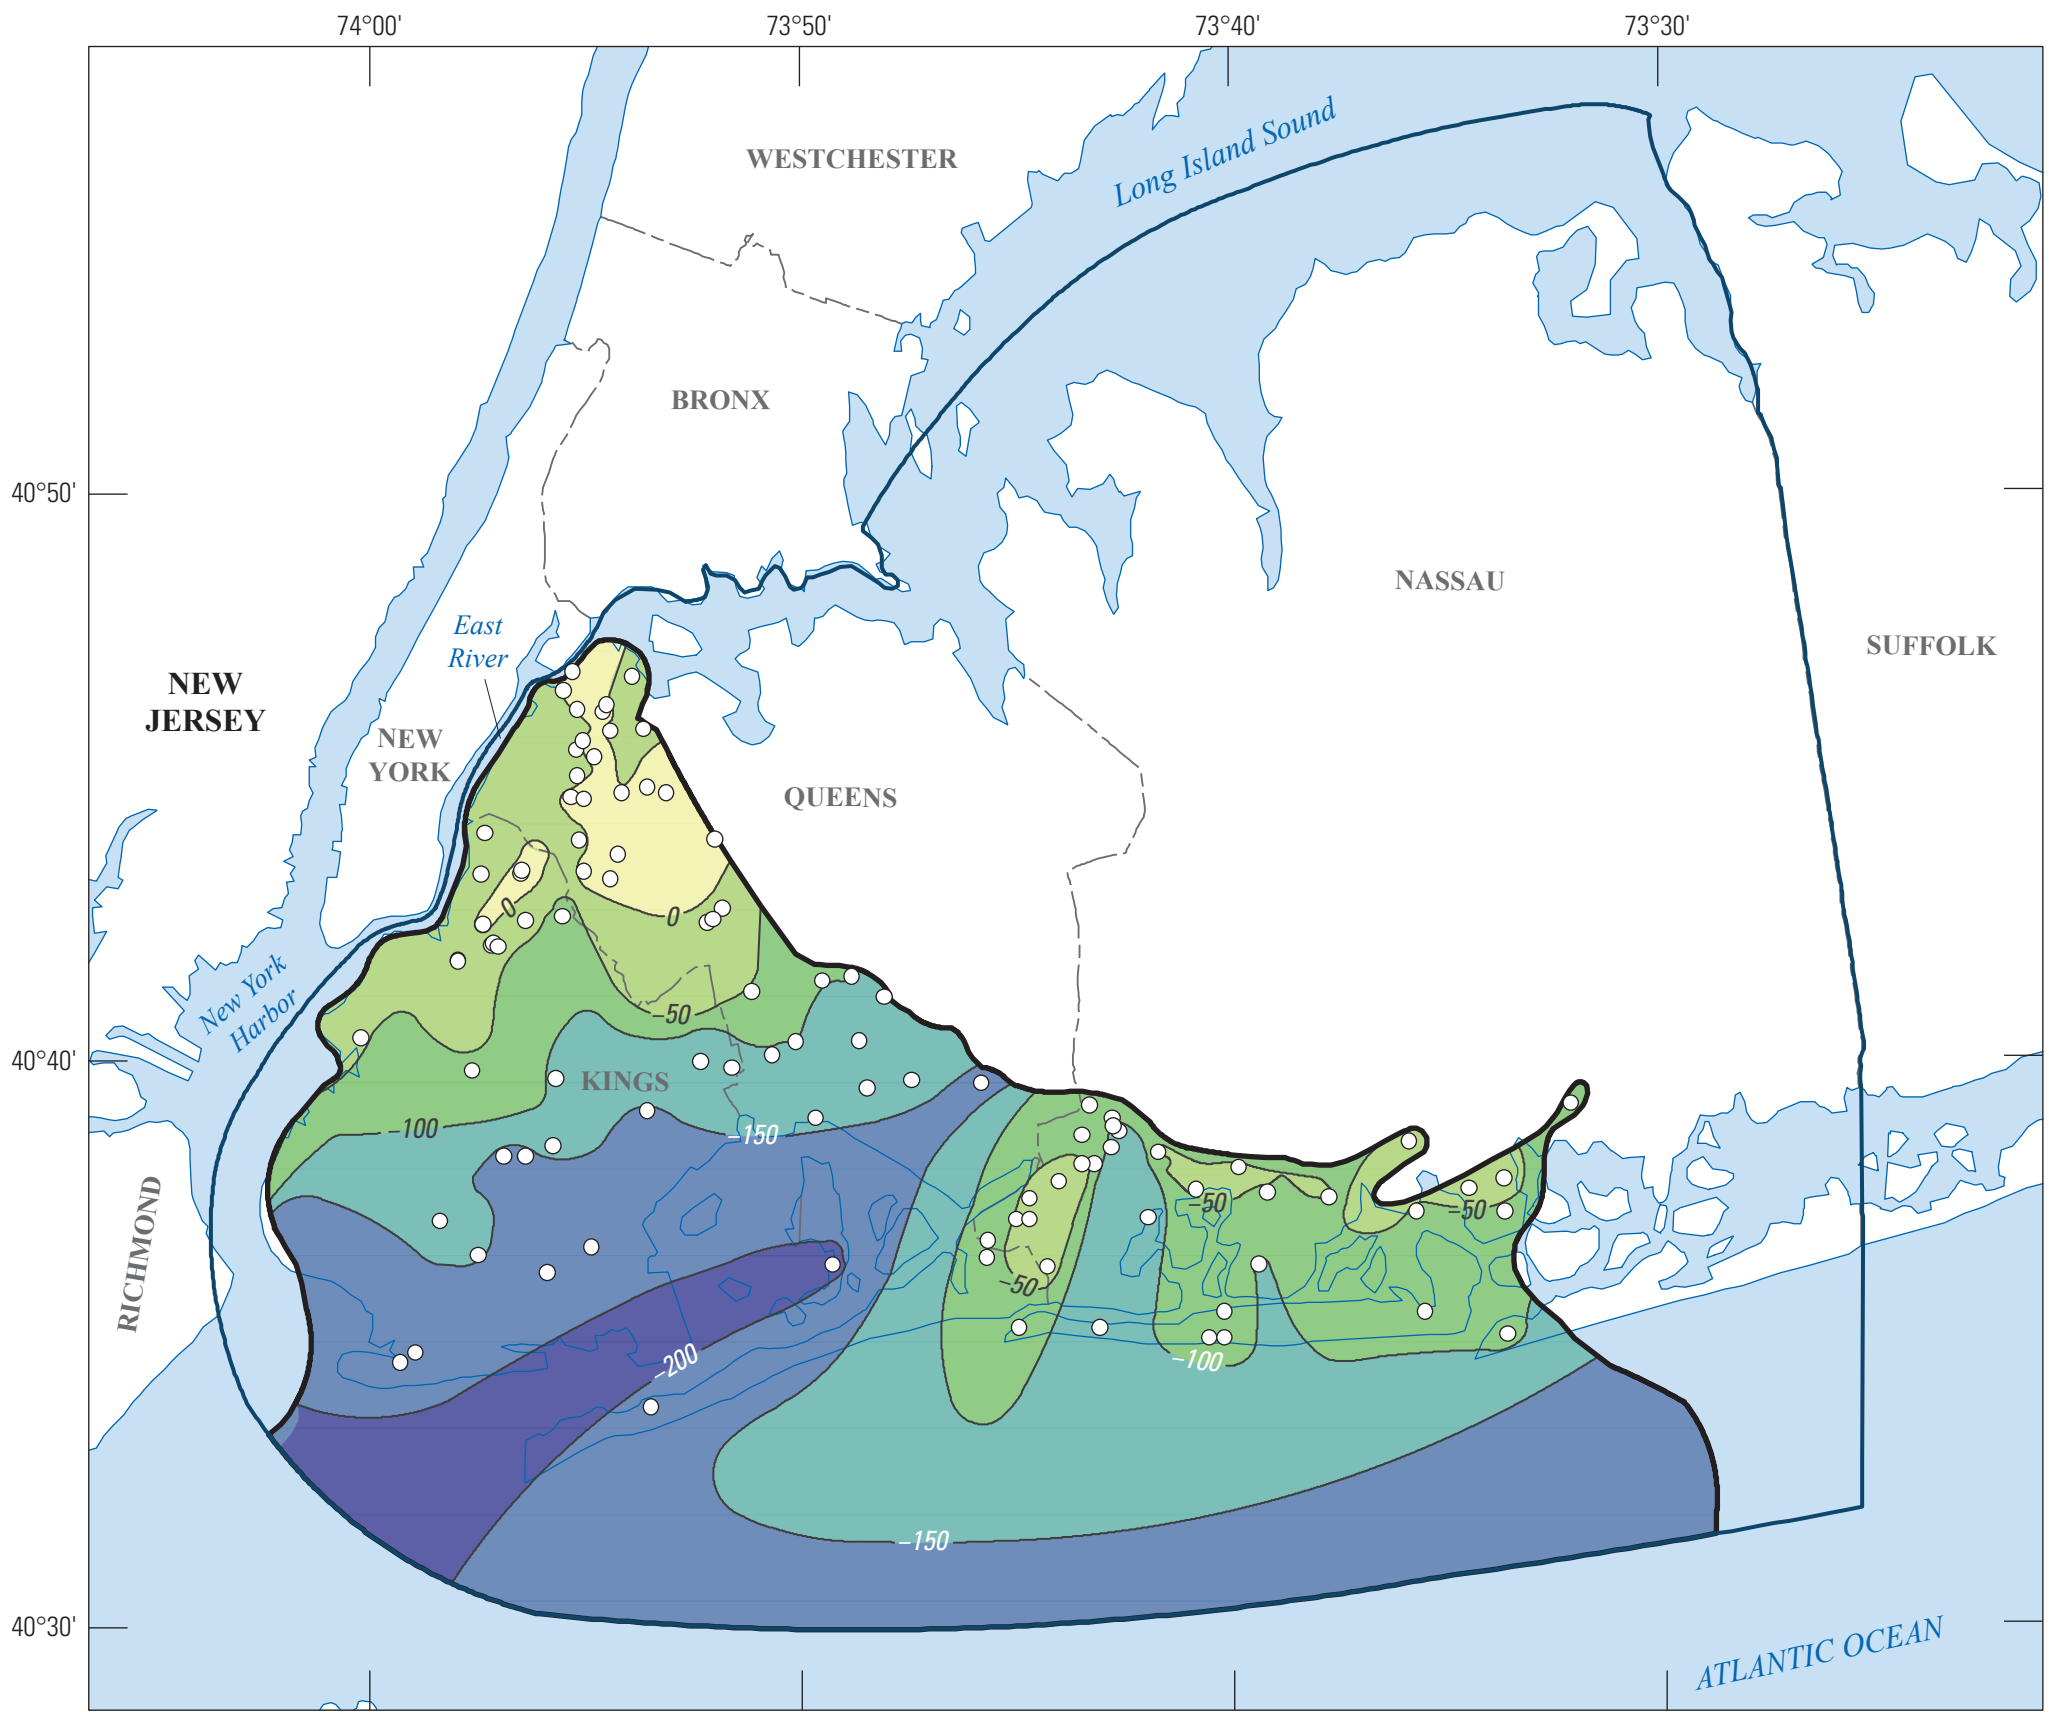 74°00'
73°50'
73°40'
73°30'
Long Island Sound
WESTCHESTER
BRONX
40°50'
NASSAU
East
River
SUFFOLK
NEW
JERSEY
NEW
YORK
QUEENS
0
0
New York
Harbor
–50
40°40'
KINGS
–100
–150
RICHMOND
–50
–50
–50
–200
–100
–150
40°30'
ATLANTIC OCEAN